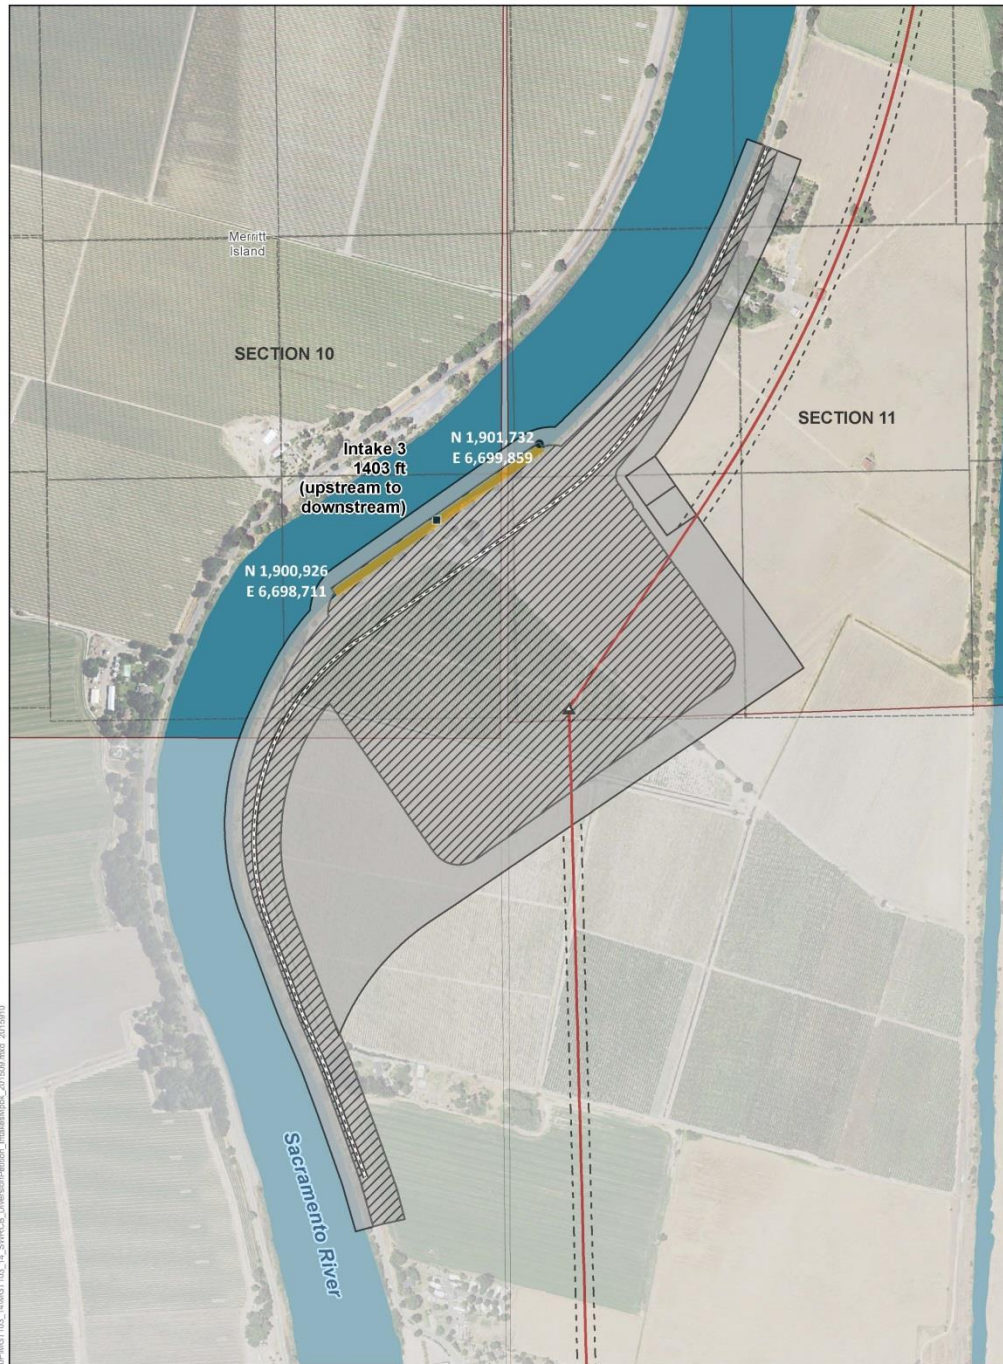 Merritt
Island
SECTION 10
SECTION 11
Intake 3
1403 ft
(upstream to
downstream)
N 1,901,732
E 6,699,859
N 1,900,926
E 6,698,711
Sacramento River